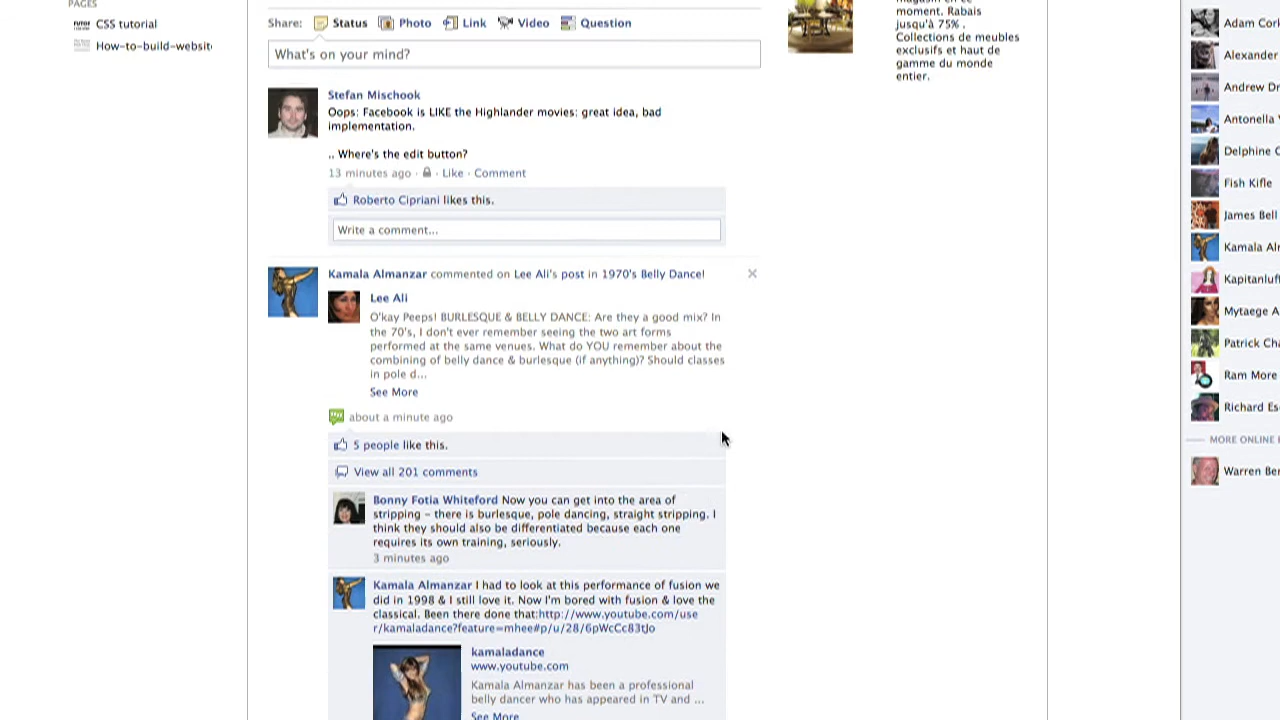 PAGES
CSS tutorial
How-to-build-websit
Share: Status Photo Link Video Question
What's on your mind?
Stefan Mischook
Oops: Facebook is LIKE the Highlander movies: great idea, bad
implementation.
.. Where's the edit button?
13 minutes ago · Like · Comment
Roberto Cipriani likes this.
Write a comment...
Kamala Almanzar commented on Lee Ali's post in 1970's Belly Dance!
Lee Ali
O'kay Peeps! BURLESQUE & BELLY DANCE: Are they a good mix? In
the 70's, I don't ever remember seeing the two art forms
performed at the same venues. What do YOU remember about the
combining of belly dance & burlesque (if anything)? Should classes
in pole d...
See More
about a minute ago
5 people like this.
View all 201 comments
Bonny Fotia Whiteford Now you can get into the area of
stripping - there is burlesque, pole dancing, straight stripping. I
think they should also be differentiated because each one
requires its own training, seriously.
3 minutes ago
Kamala Almanzar I had to look at this performance of fusion we
did in 1998 & I still love it. Now I'm bored with fusion & love the
classical. Been there done that:http://www.youtube.com/use
r/kamaladance?feature=mhee#p/u/28/6pWcCc83tJo
kamaladance
www.youtube.com
Kamala Almanzar has been a professional
belly dancer who has appeared in TV and ...
See More
magasin en ce
moment. Rabais
jusqu'à 75% .
Collections de meubles
exclusifs et haut de
gamme du monde
entier.
Adam Cor
Alexander
Andrew Dr
Antonella
Delphine C
Fish Kifle
James Bell
Kamala Al
Kapitanluf
Mytaege A
Patrick Cha
Ram More
Richard Es
MORE ONLINE
Warren Ber